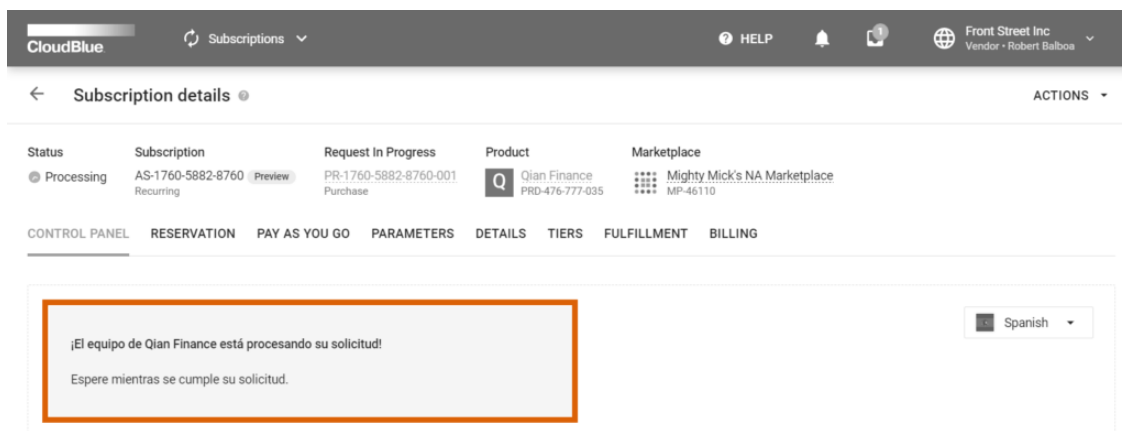 CloudBlue
Subscriptions
HELP
1
Front Street Inc
Vendor • Robert Balboa
Subscription details
ACTIONS
Status
Subscription
Request In Progress
Product
Marketplace
Processing
AS-1760-5882-8760 Preview
Recurring
PR-1760-5882-8760-001
Purchase
Q
Qian Finance
PRD-476-777-035
Mighty Mick's NA Marketplace
MP-46110
CONTROL PANEL RESERVATION PAY AS YOU GO PARAMETERS DETAILS TIERS FULFILLMENT BILLING
¡El equipo de Qian Finance está procesando su solicitud!
Espere mientras se cumple su solicitud.
Spanish